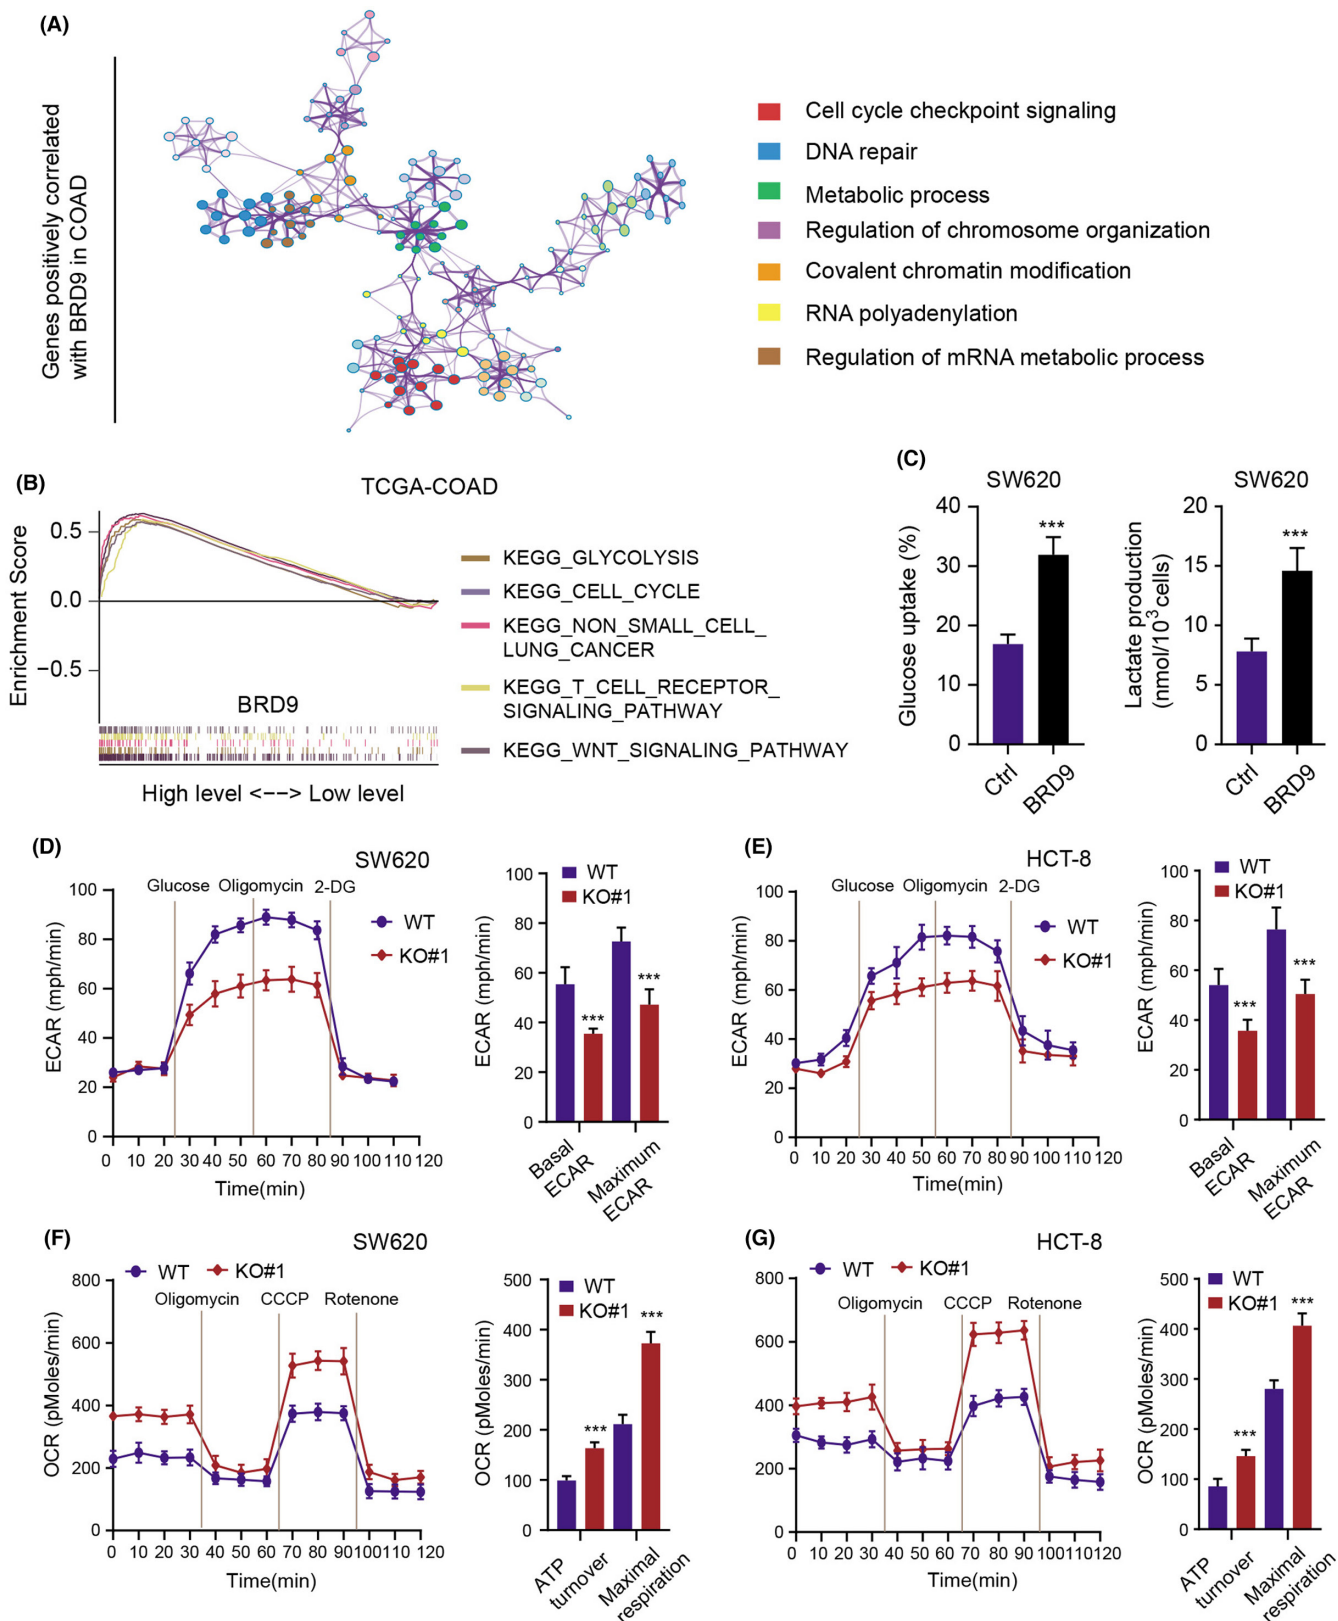 (A)
Genes positively correlated
with BRD9 in COAD
Cell cycle checkpoint signaling
DNA repair
Metabolic process
Regulation of chromosome organization
Covalent chromatin modification
RNA polyadenylation
Regulation of mRNA metabolic process
(B)
TCGA-COAD
Enrichment Score
0.5
0.0
−0.5
KEGG_GLYCOLYSIS
KEGG_CELL_CYCLE
KEGG_NON_SMALL_CELL_
LUNG_CANCER
KEGG_T_CELL_RECEPTOR_
SIGNALING_PATHWAY
KEGG_WNT_SIGNALING_PATHWAY
BRD9
High level <−−> Low level
(C)
SW620
Glucose uptake (%)
40
30
20
10
0
***
Ctrl
BRD9
SW620
Lactate production
(nmol/10³cells)
20
15
10
5
0
***
Ctrl
BRD9
(D)
SW620
Glucose Oligomycin 2-DG
ECAR (mph/min)
100
80
60
40
20
0
WT
KO#1
0 10 20 30 40 50 60 70 80 90 100 120
Time(min)
WT
KO#1
ECAR (mph/min)
100
80
60
40
20
0
***
***
Basal
ECAR
Maximum
ECAR
(E)
HCT-8
Glucose Oligomycin 2-DG
ECAR (mph/min)
100
80
60
40
20
0
WT
KO#1
0 10 20 30 40 50 60 70 80 90 100 110 120
Time(min)
WT
KO#1
ECAR (mph/min)
100
80
60
40
20
0
***
***
Basal
ECAR
Maximum
ECAR
(F)
SW620
WT KO#1
Oligomycin CCCP Rotenone
OCR (pMoles/min)
800
600
400
200
0
0 10 20 30 40 50 60 70 80 90100110120
Time(min)
WT
KO#1
OCR (pMoles/min)
500
400
300
200
100
0
***
***
ATP
turnover
Maximal
respiration
(G)
HCT-8
WT KO#1
Oligomycin CCCP Rotenone
OCR (pMoles/min)
800
600
400
200
0
0 10 20 30 40 50 60 70 80 90100110120
Time(min)
WT
KO#1
OCR (pMoles/min)
500
400
300
200
100
0
***
***
ATP
turnover
Maximal
respiration